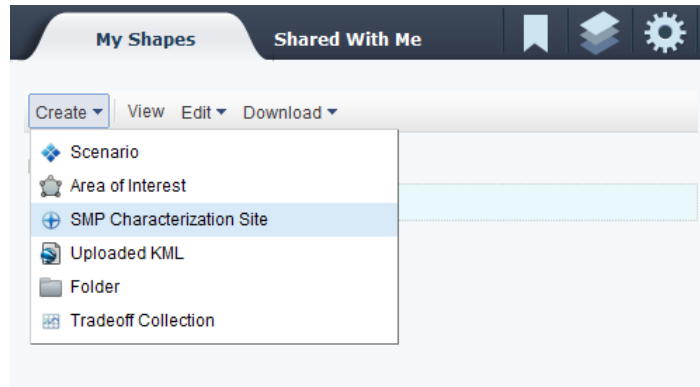 My Shapes Shared With Me
Create View Edit Download
Scenario
Area of Interest
SMP Characterization Site
Uploaded KML
Folder
Tradeoff Collection